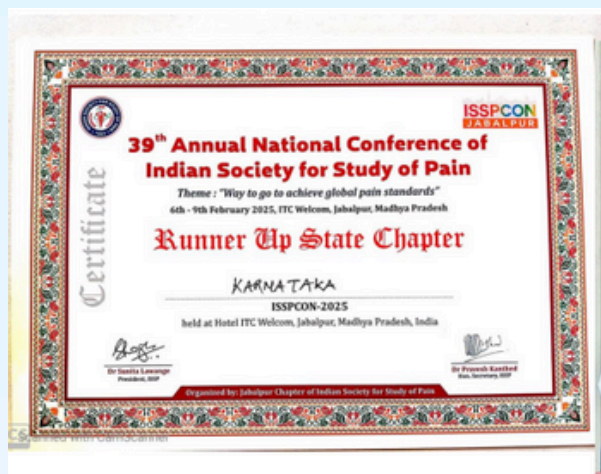 ISSPCON
JABALPUR
39th Annual National Conference of
Indian Society for Study of Pain
Theme : "Way to go to achieve global pain standards"
6th - 9th February 2025, ITC Welcom, Jabalpur, Madhya Pradesh
Certificate
Runner Up State Chapter
KARNATAKA
ISSPCON-2025
held at Hotel ITC Welcom, Jabalpur, Madhya Pradesh, India
Dr Sunita Lawange
President, ISSP
Dr Pravesh Kanthed
Hon. Secretary, ISSP
Organized by: Jabalpur Chapter of Indian Society for Study of Pain
CS Scanned with CamScanner